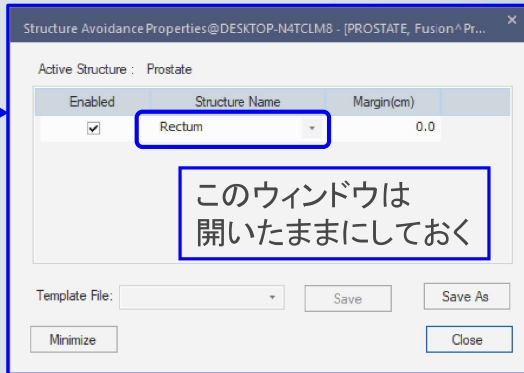 Structure Avoidance Properties@DESKTOP-N4TCLM8 - [PROSTATE, Fusion^Pr...
Active Structure : Prostate
Enabled Structure Name Margin(cm)
Rectum 0.0
このウィンドウは
開いたままにしておく
Template File: Save Save As
Minimize Close